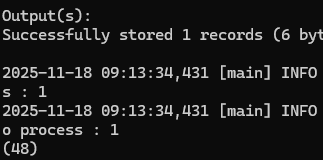 Output(s):
Successfully stored 1 records (6 byt
2025-11-18 09:13:34,431 [main] INFO
s : 1
2025-11-18 09:13:34,431 [main] INFO
o process : 1
(48)